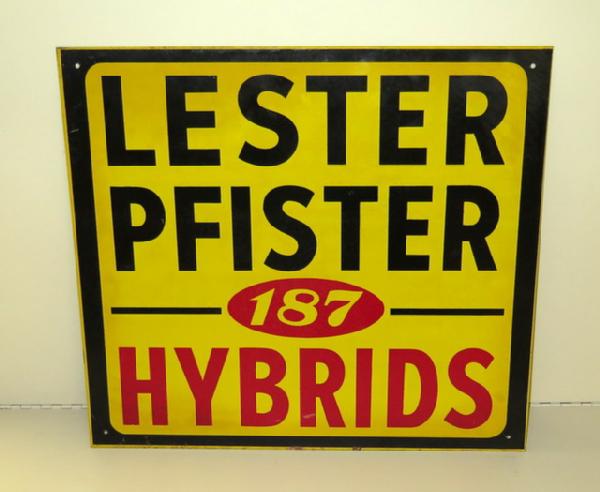 LESTER
PFISTER
187
HYBRIDS